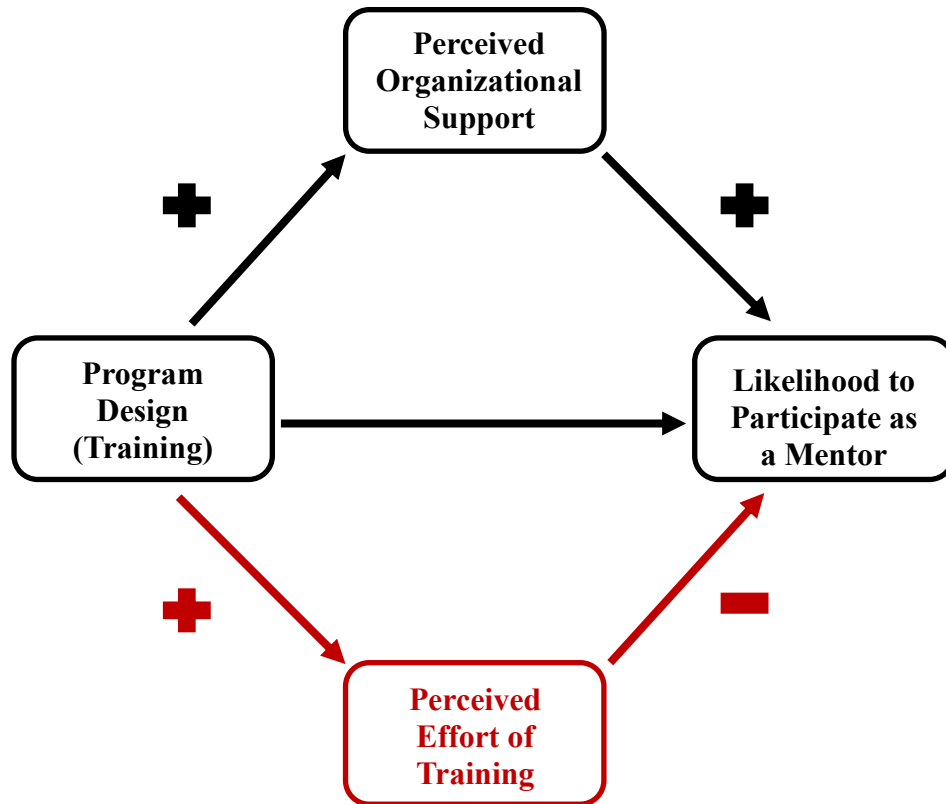 Perceived
Organizational
Support
Program
Design
(Training)
Likelihood to
Participate as
a Mentor
Perceived
Effort of
Training